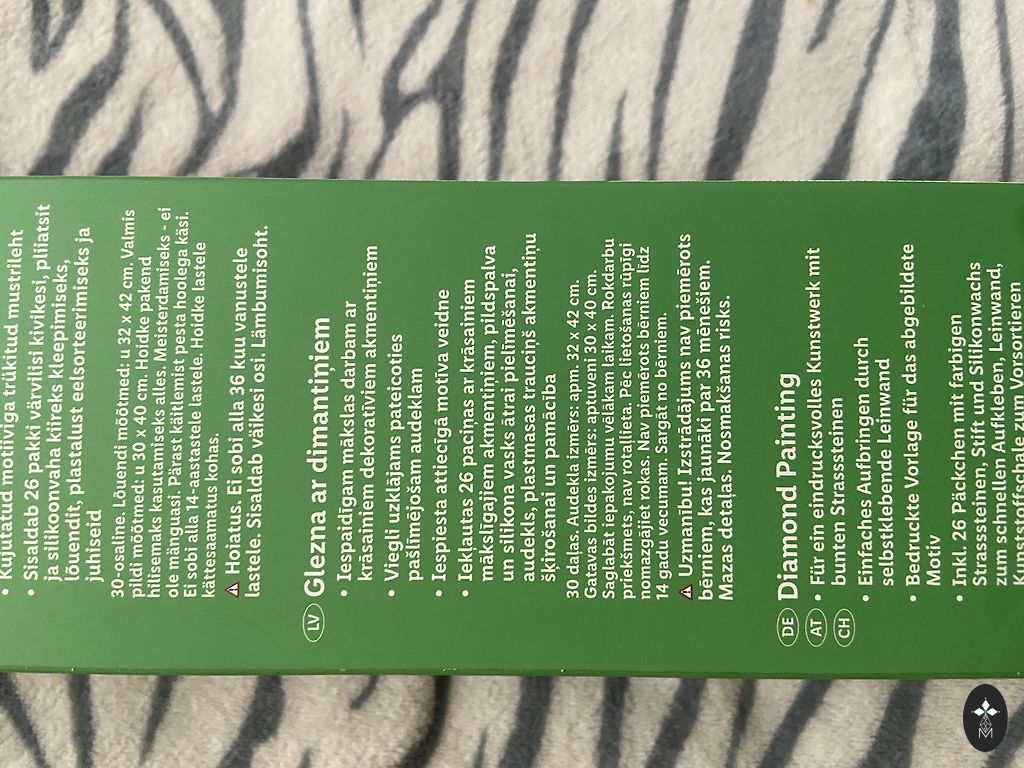 • Kujutatud motiiviga trükitud mustrileht
• Sisaldab 26 pakki värvilisi kivikesi, pliiatsit
ja silikoonvaha kiireks kleepimiseks,
lõuendit, plastalust eelsorteerimiseks ja
juhiseid
30-osaline. Lõuendi mõõtmed: u 32 x 42 cm. Valmis
pildi mõõtmed: u 30 x 40 cm. Hoidke pakend
hilisemaks kasutamiseks alles. Meisterdamiseks - ei
ole mänguasi. Pärast käitlemist pesta hoolega käsi.
Ei sobi alla 14-aastastele lastele. Hoidke lastele
kättesaamatus kohas.
⚠ Hoiatus. Ei sobi alla 36 kuu vanustele
lastele. Sisaldab väikesi osi. Lämbumisoht.
LV Glezna ar dimantiņiem
• Iespaidīgam mākslas darbam ar
krāsainiem dekoratīviem akmentiņiem
• Viegli uzklājams pateicoties
pašlīmējošam audeklam
• Iespiesta attiecīgā motīva veidne
• Iekļautas 26 paciņas ar krāsainiem
mākslīgajiem akmentiņiem, pildspalva
un silikona vasks ātrai pielīmēšanai,
audekls, plastmasas trauciņš akmentiņu
šķirošanai un pamācība
30 daļas. Audekla izmērs: apm. 32 x 42 cm.
Gatavas bildes izmērs: aptuveni 30 x 40 cm.
Saglabāt iepakojumu vēlākam laikam. Rokdarbu
priekšmets, nav rotaļlieta. Pēc lietošanas rūpīgi
nomazgājiet rokas. Nav piemērots bērniem līdz
14 gadu vecumam. Sargāt no bērniem.
⚠ Uzmanību! Izstrādājums nav piemērots
bērniem, kas jaunāki par 36 mēnešiem.
Mazas detaļas. Nosmakšanas risks.
DE Diamond Painting
AT • Für ein eindrucksvolles Kunstwerk mit
CH bunten Strasssteinen
• Einfaches Aufbringen durch
selbstklebende Leinwand
• Bedruckte Vorlage für das abgebildete
Motiv
• Inkl. 26 Päckchen mit farbigen
Strasssteinen, Stift und Silikonwachs
zum schnellen Aufkleben, Leinwand,
Kunststoffschale zum Vorsortieren
M